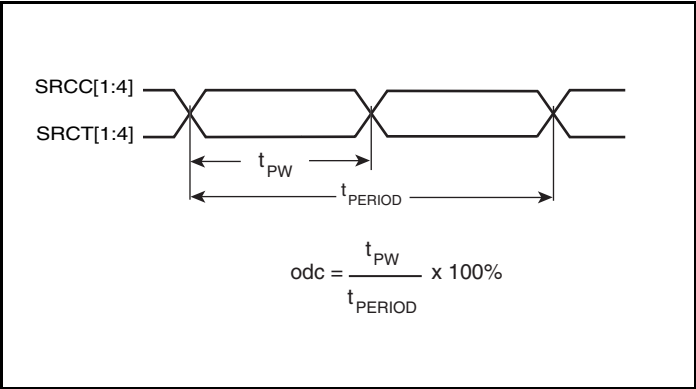 SRCC[1:4]
SRCT[1:4]
tPW
tPERIOD
odc = tPW / tPERIOD x 100%